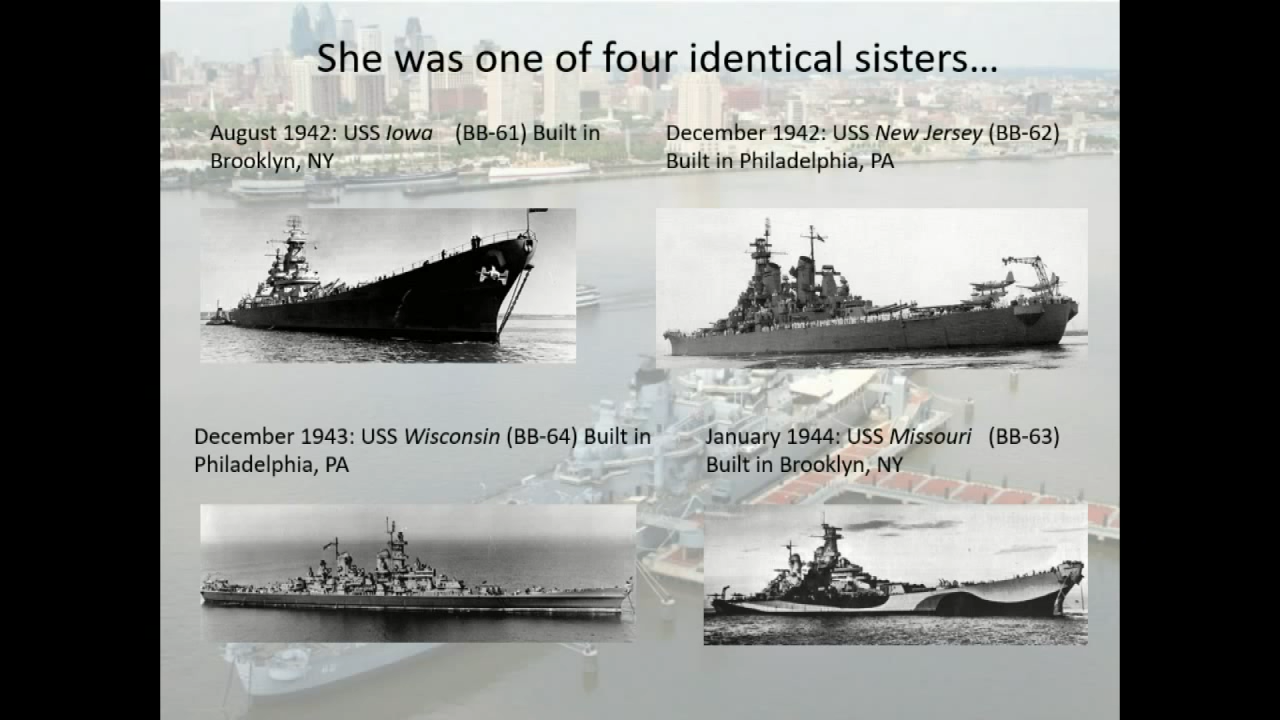 She was one of four identical sisters...
August 1942: USS Iowa (BB-61) Built in
Brooklyn, NY
December 1942: USS New Jersey (BB-62)
Built in Philadelphia, PA
December 1943: USS Wisconsin (BB-64) Built in
Philadelphia, PA
January 1944: USS Missouri (BB-63)
Built in Brooklyn, NY